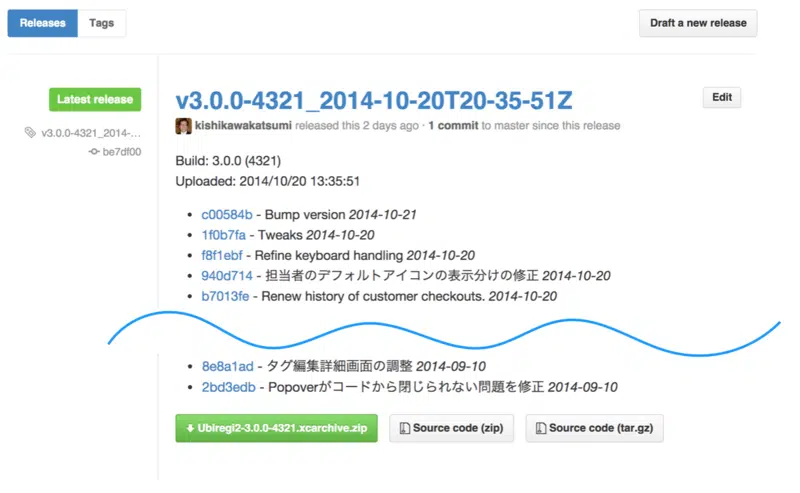 Releases Tags Draft a new release
Latest release
v3.0.0-4321_2014-...
be7df00
v3.0.0-4321_2014-10-20T20-35-51Z Edit
kishikawakatsumi released this 2 days ago · 1 commit to master since this release
Build: 3.0.0 (4321)
Uploaded: 2014/10/20 13:35:51
• c00584b - Bump version 2014-10-21
• 1f0b7fa - Tweaks 2014-10-20
• f8f1ebf - Refine keyboard handling 2014-10-20
• 940d714 - 担当者のデフォルトアイコンの表示分けの修正 2014-10-20
• b7013fe - Renew history of customer checkouts. 2014-10-20
• 8e8a1ad - タグ編集詳細画面の調整 2014-09-10
• 2bd3edb - Popoverがコードから閉じられない問題を修正 2014-09-10
Ubiregi2-3.0.0-4321.xcarchive.zip Source code (zip) Source code (tar.gz)